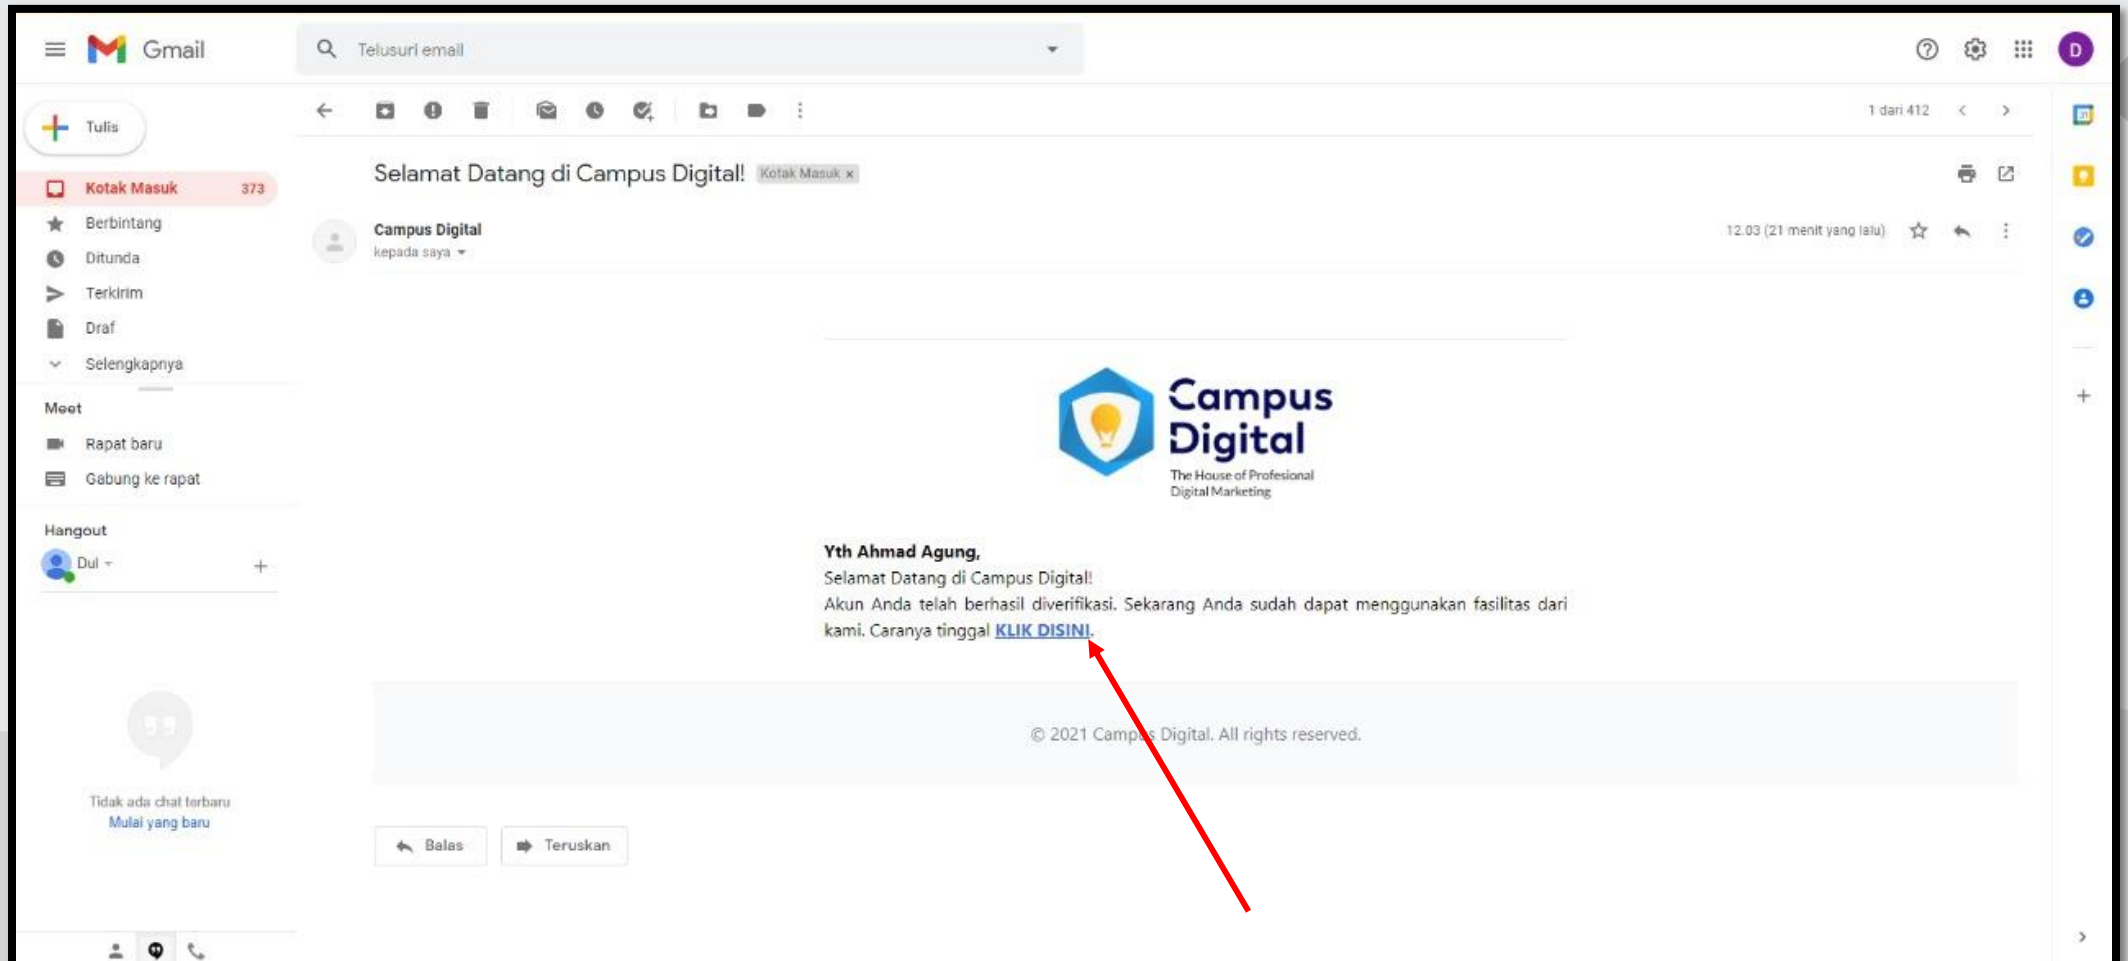 Gmail
Telusuri email
D
Tulis
1 dari 412
31
Selamat Datang di Campus Digital! Kotak Masuk x
Kotak Masuk 373
Berbintang
Ditunda
Terkirim
Draf
Selengkapnya
Campus Digital
kepada saya
12.03 (21 menit yang lalu)
Meet
Rapat baru
Gabung ke rapat
Hangout
Dul
Tidak ada chat terbaru
Mulai yang baru
Campus
Digital
The House of Profesional
Digital Marketing
Yth Ahmad Agung,
Selamat Datang di Campus Digital!
Akun Anda telah berhasil diverifikasi. Sekarang Anda sudah dapat menggunakan fasilitas dari
kami. Caranya tinggal KLIK DISINI.
© 2021 Campus Digital. All rights reserved.
Balas
Teruskan